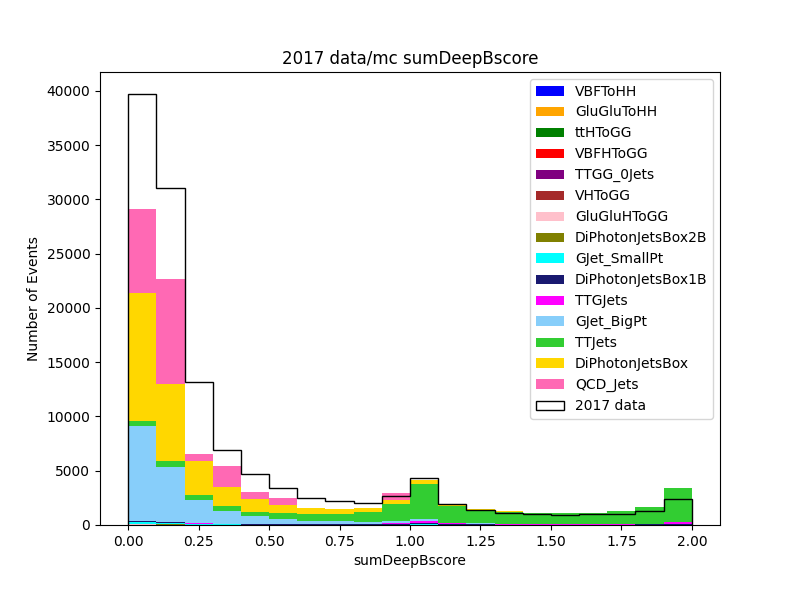 2017 data/mc sumDeepBscore
Number of Events
40000
35000
30000
25000
20000
15000
10000
5000
0
0.00 0.25 0.50 0.75 1.00 1.25 1.50 1.75 2.00
sumDeepBscore
VBFToHH
GluGluToHH
ttHToGG
VBFHToGG
TTGG_0Jets
VHToGG
GluGluHToGG
DiPhotonJetsBox2B
GJet_SmallPt
DiPhotonJetsBox1B
TTGJets
GJet_BigPt
TTJets
DiPhotonJetsBox
QCD_Jets
2017 data